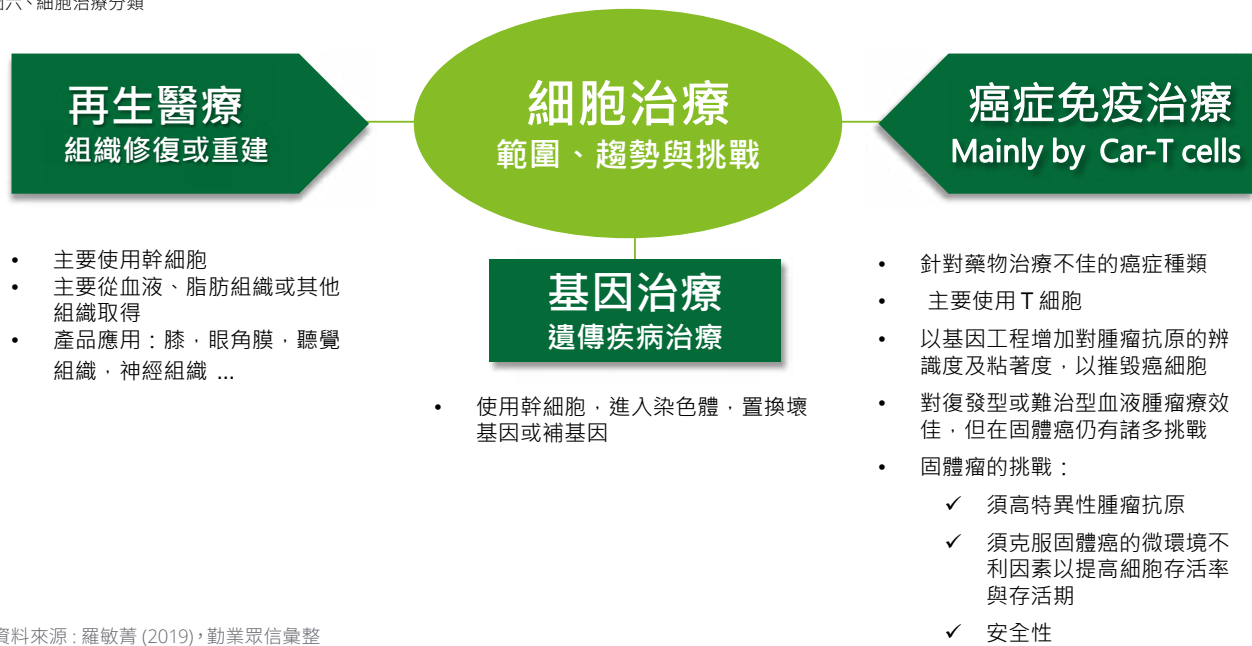 六、細胞治療分類
再生醫療
組織修復或重建
細胞治療
範圍、趨勢與挑戰
癌症免疫治療
Mainly by Car-T cells
• 主要使用幹細胞
• 主要從血液、脂肪組織或其他
組織取得
• 產品應用：膝，眼角膜，聽覺
組織，神經組織 ...
基因治療
遺傳疾病治療
• 使用幹細胞，進入染色體，置換壞
基因或補基因
• 針對藥物治療不佳的癌症種類
• 主要使用 T 細胞
• 以基因工程增加對腫瘤抗原的辨
識度及粘著度，以摧毀癌細胞
• 對復發型或難治型血液腫瘤療效
佳，但在固體癌仍有諸多挑戰
• 固體瘤的挑戰：
✓ 須高特異性腫瘤抗原
✓ 須克服固體癌的微環境不
利因素以提高細胞存活率
與存活期
✓ 安全性
資料來源 : 羅敏菁 (2019)，勤業眾信彙整